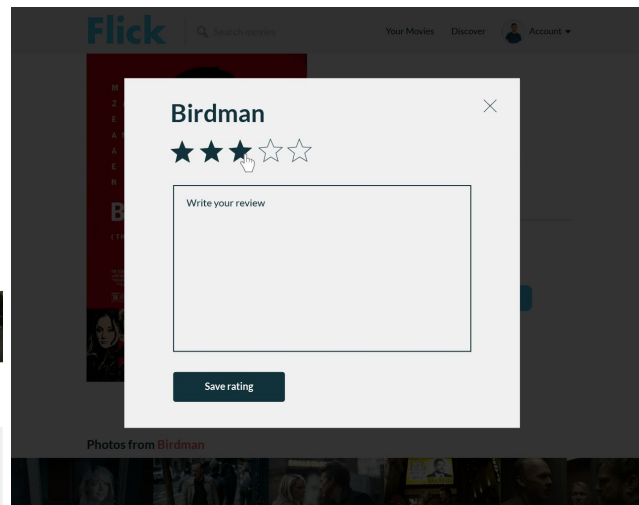 Flick
Search movies
Your Movies
Discover
Account
Birdman
Write your review
Save rating
Photos from Birdman